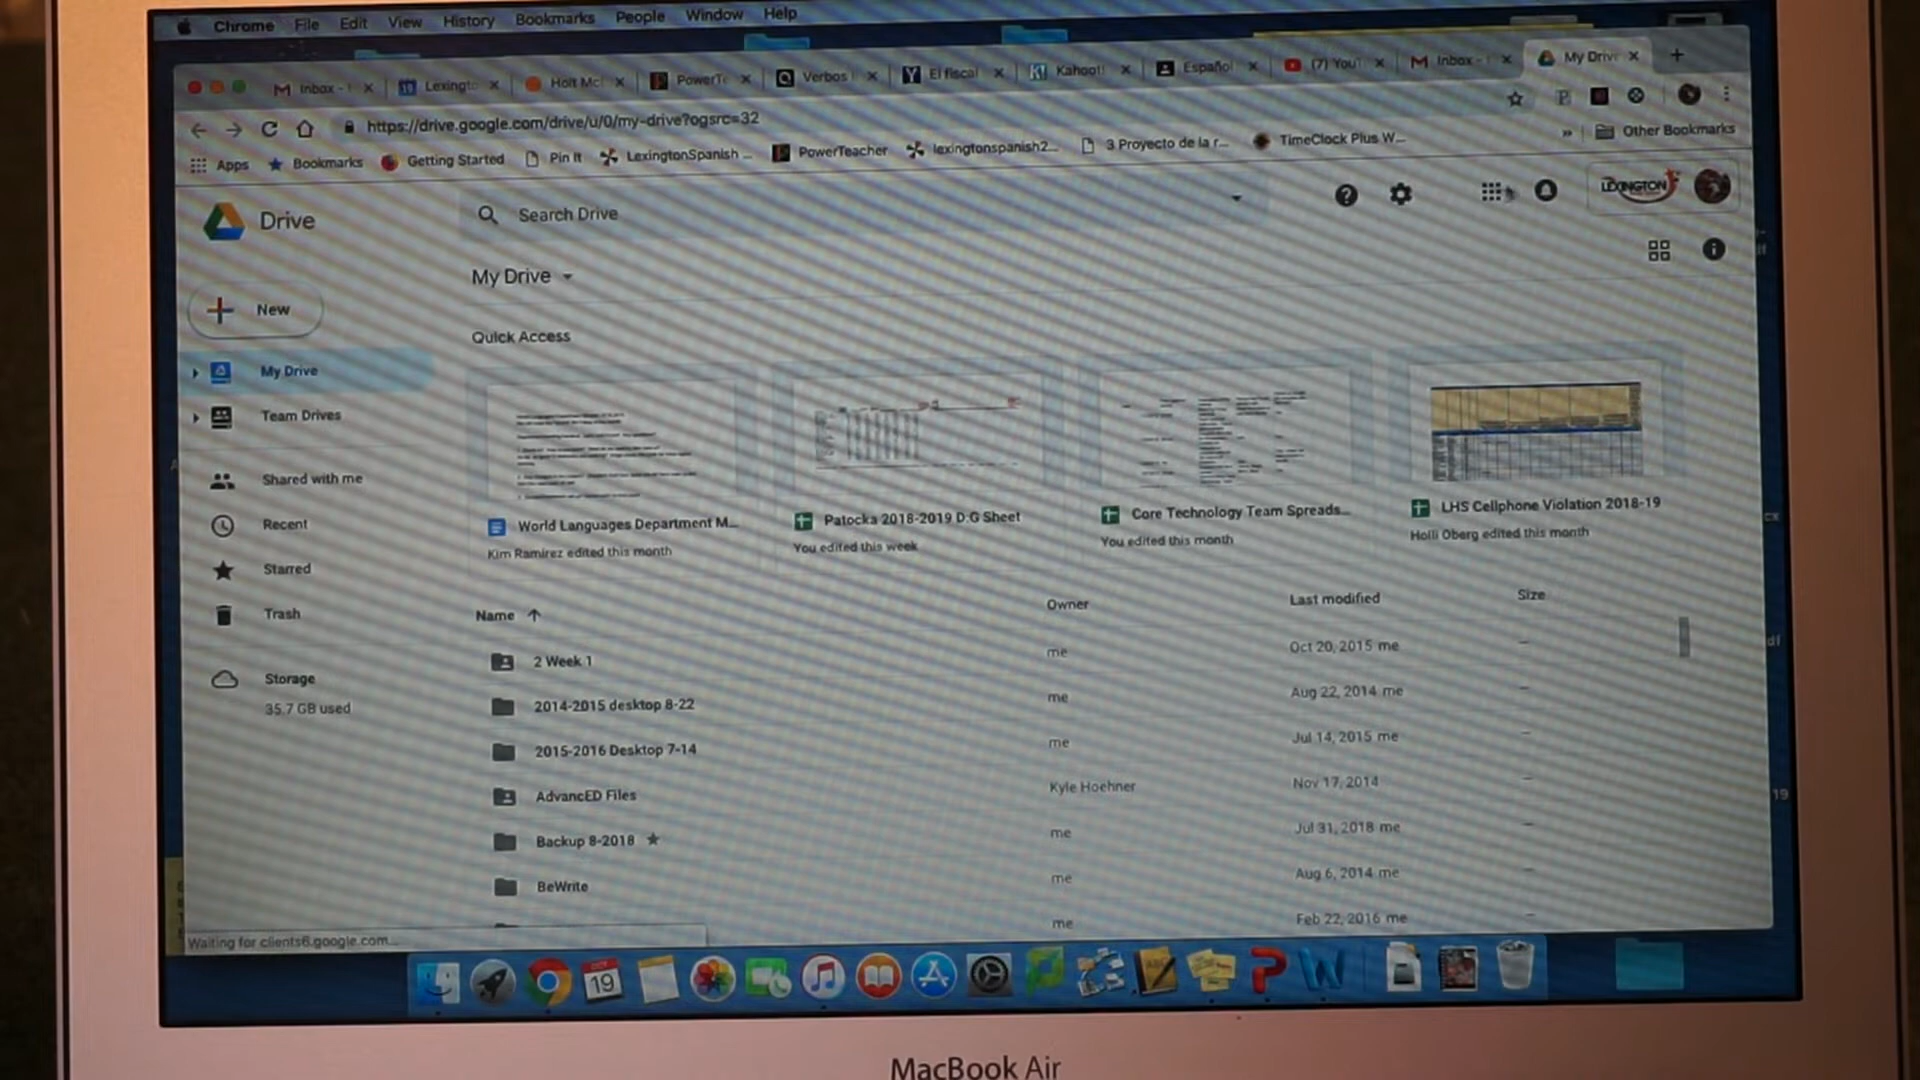 Chrome File Edit View History Bookmarks People Window Help
Inbox - Lexingto Holt Mc PowerTe Verbos El fiscal Kahoot! Español (7) YouT Inbox - My Drive
https://drive.google.com/drive/u/0/my-drive?ogsrc=32
Apps Bookmarks Getting Started Pin It LexingtonSpanish ... PowerTeacher lexingtonspanish2... 3 Proyecto de la r... TimeClock Plus W... » Other Bookmarks
Drive Search Drive LEXINGTON
My Drive
New
Quick Access
My Drive
Team Drives
Shared with me
Recent
Starred
Trash
Storage
35.7 GB used
World Languages Department M...
Kim Ramirez edited this month
Patocka 2018-2019 D:G Sheet
You edited this week
Core Technology Team Spreads...
You edited this month
LHS Cellphone Violation 2018-19
Holli Oberg edited this month
Name Owner Last modified Size
2 Week 1 me Oct 20, 2015 me –
2014-2015 desktop 8-22 me Aug 22, 2014 me –
2015-2016 Desktop 7-14 me Jul 14, 2015 me –
AdvancED Files Kyle Hoehner Nov 17, 2014 –
Backup 8-2018 me Jul 31, 2018 me –
BeWrite me Aug 6, 2014 me –
me Feb 22, 2016 me –
Waiting for clients6.google.com...
19
MacBook Air